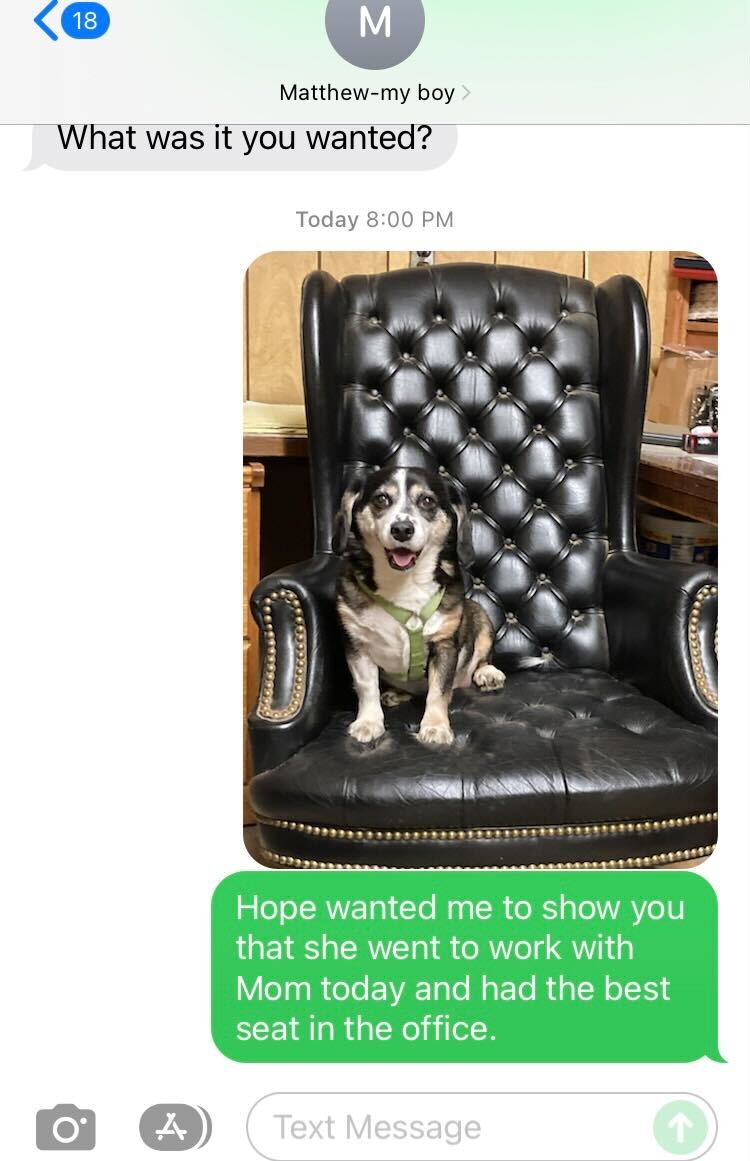 18
M
Matthew-my boy
What was it you wanted?
Today 8:00 PM
Hope wanted me to show you
that she went to work with
Mom today and had the best
seat in the office.
Text Message